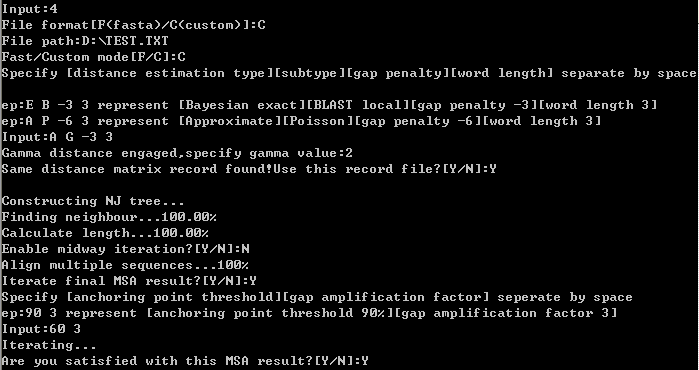 Input:4
File format[F(fasta)/C(custom)]:C
File path:D:\TEST.TXT
Fast/Custom mode[F/C]:C
Specify [distance estimation type][subtype][gap penalty][word length] separate by space
ep:E B -3 3 represent [Bayesian exact][BLAST local][gap penalty -3][word length 3]
ep:A P -6 3 represent [Approximate][Poisson][gap penalty -6][word length 3]
Input:A G -3 3
Gamma distance engaged,specify gamma value:2
Same distance matrix record found!Use this record file?[Y/N]:Y
Constructing NJ tree...
Finding neighbour...100.00%
Calculate length...100.00%
Enable midway iteration?[Y/N]:N
Align multiple sequences...100%
Iterate final MSA result?[Y/N]:Y
Specify [anchoring point threshold][gap amplification factor] seperate by space
ep:90 3 represent [anchoring point threshold 90%][gap amplification factor 3]
Input:60 3
Iterating...
Are you satisfied with this MSA result?[Y/N]:Y